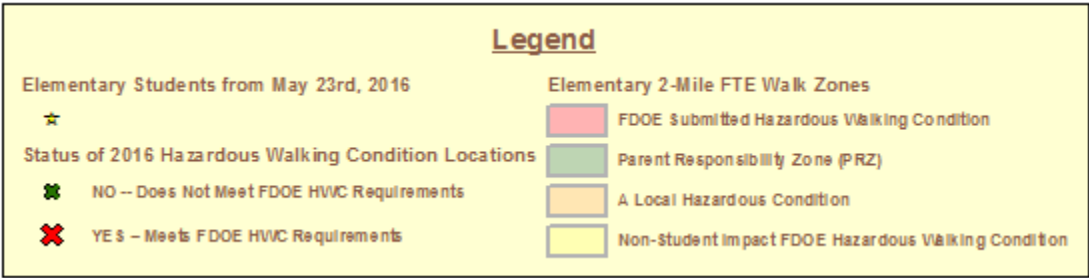 Legend
Elementary Students from May 23rd, 2016
Status of 2016 Hazardous Walking Condition Locations
NO -- Does Not Meet FDOE HWC Requirements
YES – Meets FDOE HWC Requirements
Elementary 2-Mile FTE Walk Zones
FDOE Submitted Hazardous Walking Condition
Parent Responsibility Zone (PRZ)
A Local Hazardous Condition
Non-Student Impact FDOE Hazardous Walking Condition